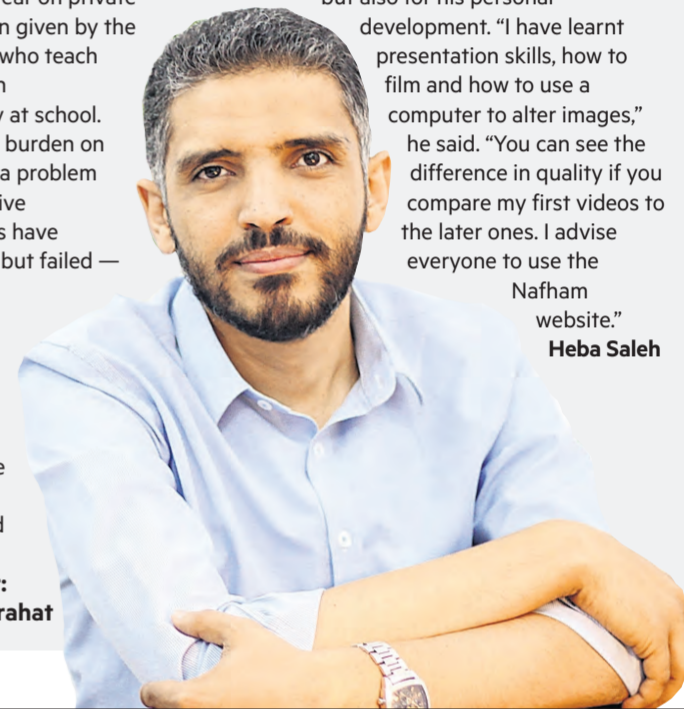 n given by the
who teach
at school.
burden on
a problem
s have
but failed —
rahat
development. “I have learnt
presentation skills, how to
film and how to use a
computer to alter images,”
he said. “You can see the
difference in quality if you
compare my first videos to
the later ones. I advise
everyone to use the
Nafham
website.”
Heba Saleh